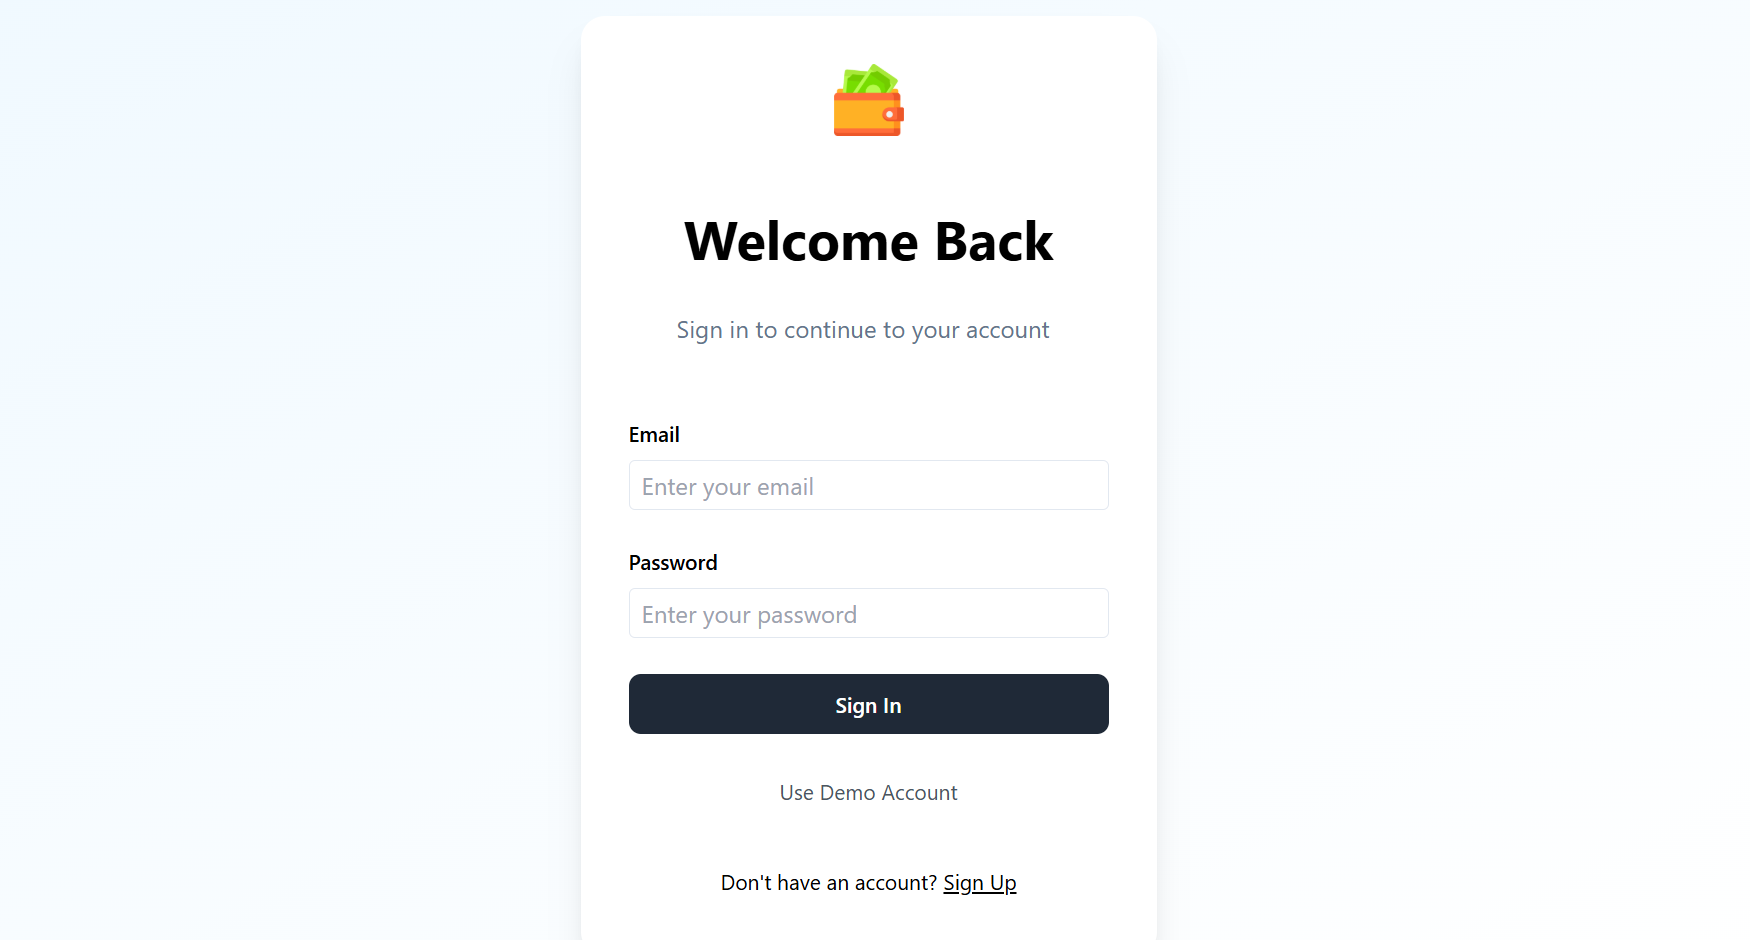 Welcome Back
Sign in to continue to your account
Email
Enter your email
Password
Enter your password
Sign In
Use Demo Account
Don't have an account? Sign Up